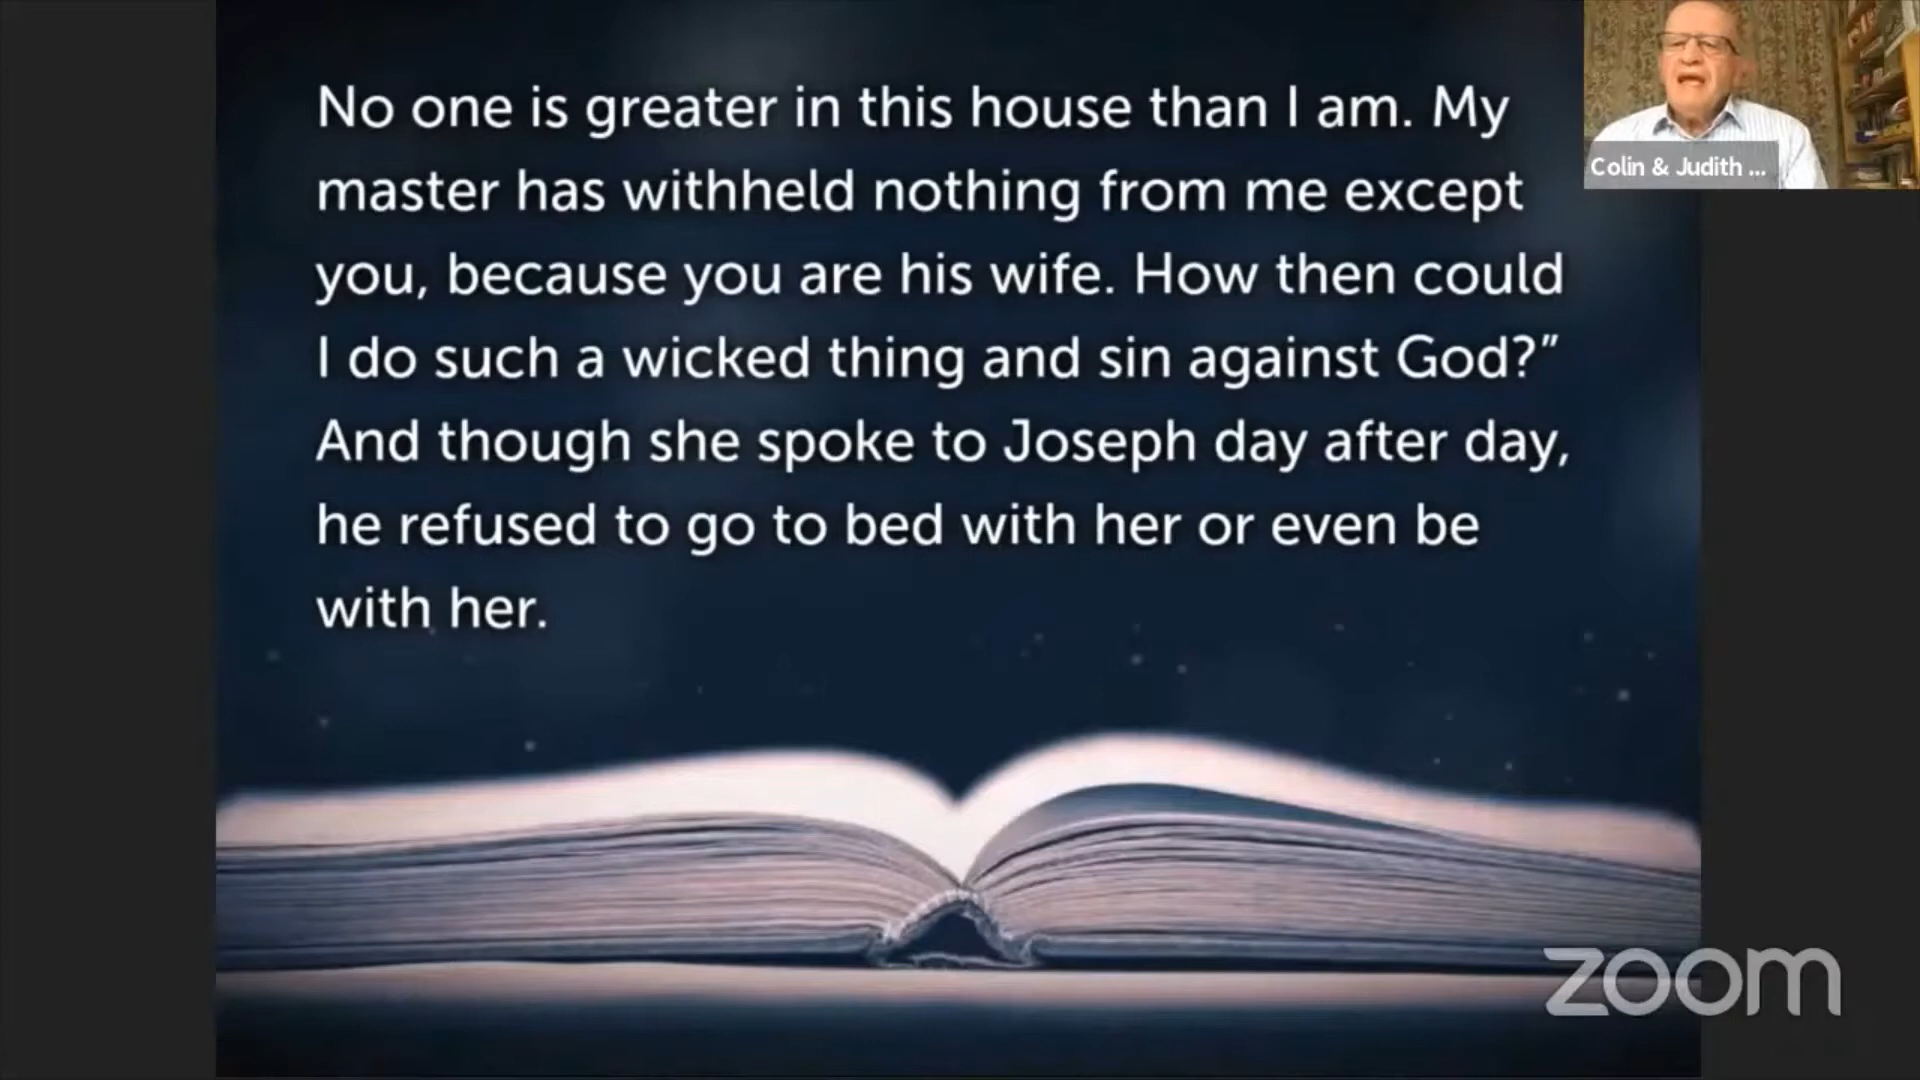 No one is greater in this house than I am. My
master has withheld nothing from me except
you, because you are his wife. How then could
I do such a wicked thing and sin against God?”
And though she spoke to Joseph day after day,
he refused to go to bed with her or even be
with her.
Colin & Judith ...
zoom